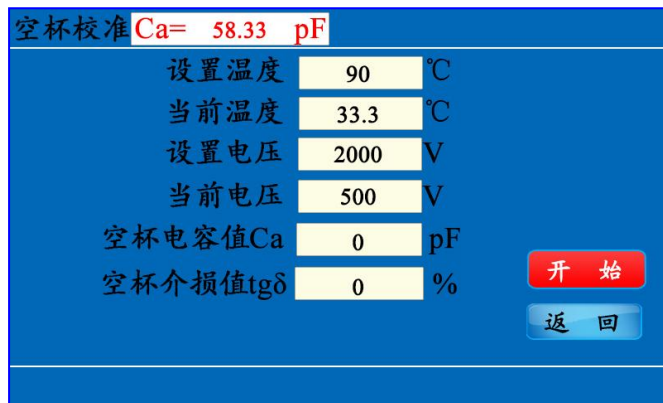 空杯校准Ca= 58.33 pF
设置温度 90 ℃
当前温度 33.3 ℃
设置电压 2000 V
当前电压 500 V
空杯电容值Ca 0 pF
空杯介损值tgδ 0 %
开 始
返 回